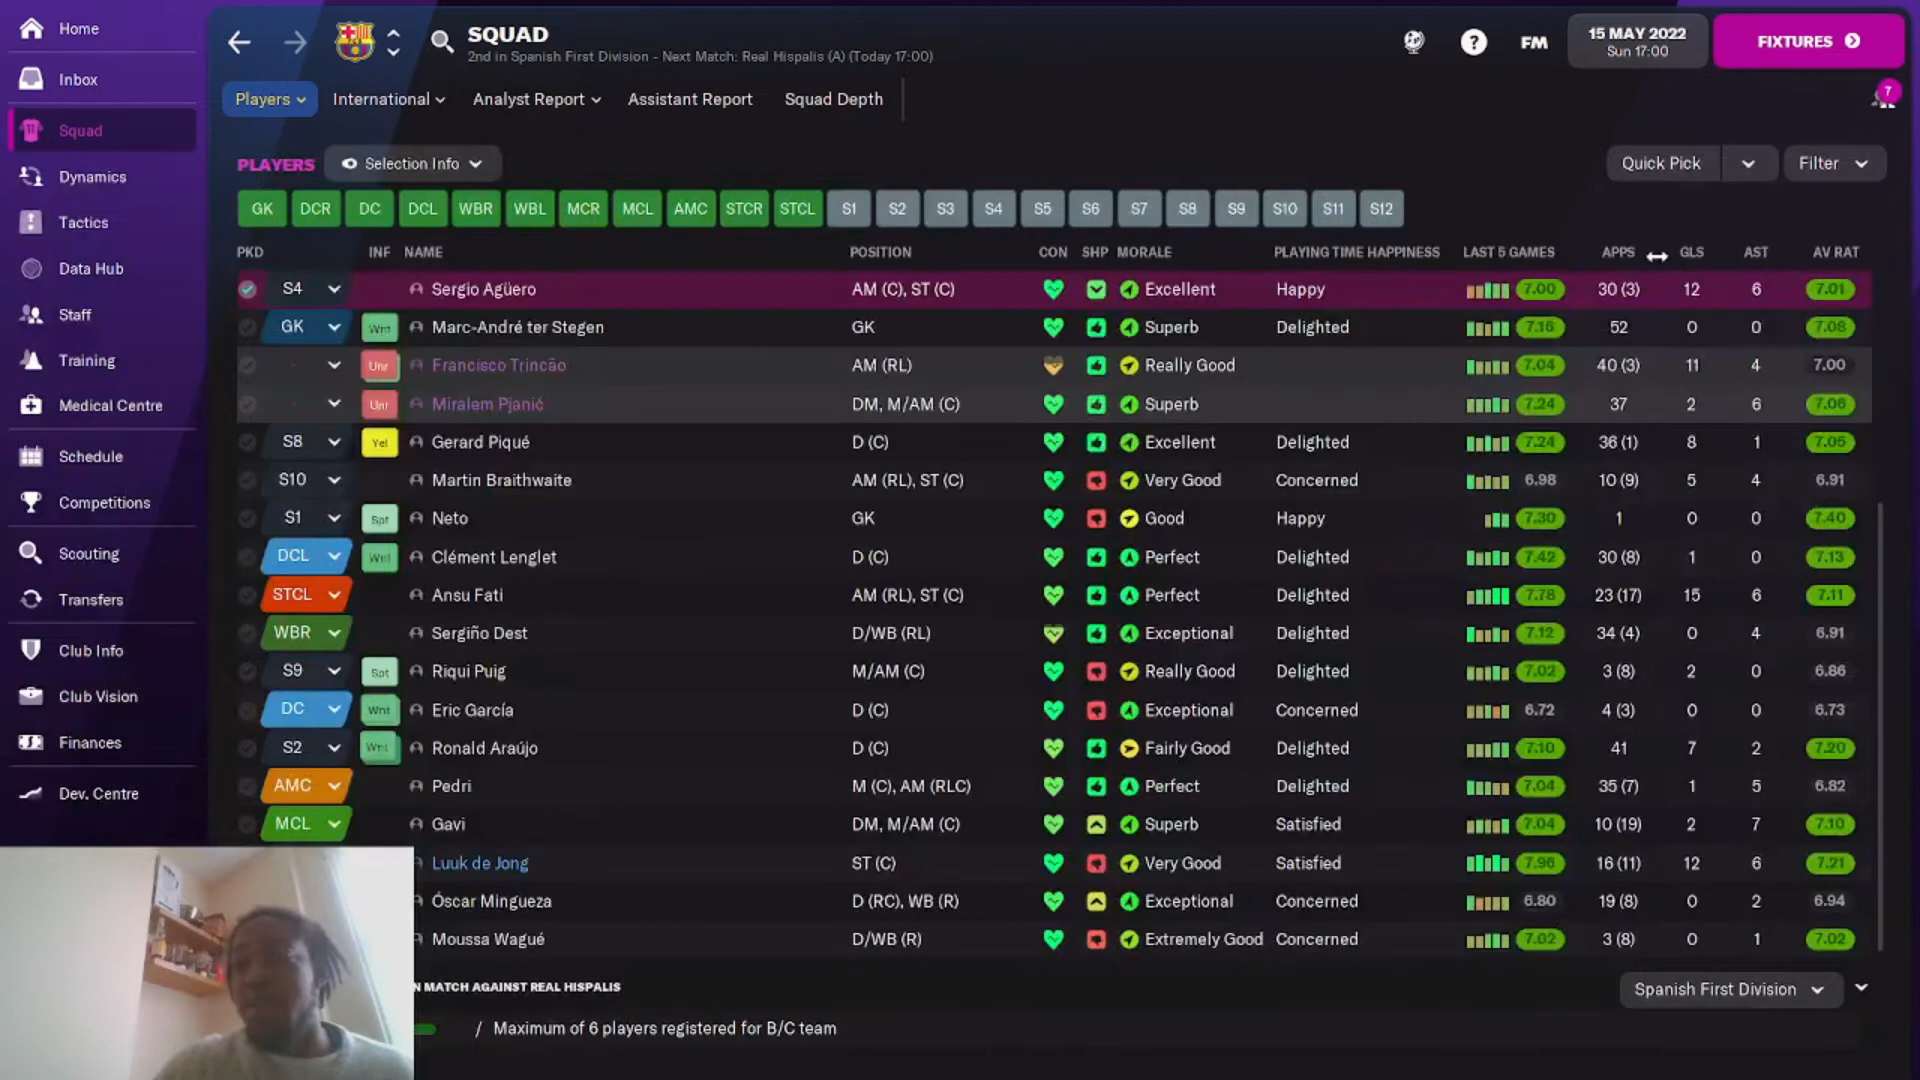 Home
Inbox
Squad
Dynamics
Tactics
Data Hub
Staff
Training
Medical Centre
Schedule
Competitions
Scouting
Transfers
Club Info
Club Vision
Finances
Dev. Centre
SQUAD
2nd in Spanish First Division - Next Match: Real Hispalis (A) (Today 17:00)
? FM
15 MAY 2022
Sun 17:00
FIXTURES
Players International Analyst Report Assistant Report Squad Depth
7
PLAYERS Selection Info Quick Pick Filter
GK DCR DC DCL WBR WBL MCR MCL AMC STCR STCL S1 S2 S3 S4 S5 S6 S7 S8 S9 S10 S11 S12
PKD INF NAME POSITION CON SHP MORALE PLAYING TIME HAPPINESS LAST 5 GAMES APPS GLS AST AV RAT
S4 Sergio Agüero AM (C), ST (C) Excellent Happy 7.00 30 (3) 12 6 7.01
GK Wnt Marc-André ter Stegen GK Superb Delighted 7.16 52 0 0 7.08
Unr Francisco Trincão AM (RL) Really Good 7.04 40 (3) 11 4 7.00
Unr Miralem Pjanić DM, M/AM (C) Superb 7.24 37 2 6 7.06
S8 Yel Gerard Piqué D (C) Excellent Delighted 7.24 36 (1) 8 1 7.05
S10 Martin Braithwaite AM (RL), ST (C) Very Good Concerned 6.98 10 (9) 5 4 6.91
S1 Spt Neto GK Good Happy 7.30 1 0 0 7.40
DCL Wnt Clément Lenglet D (C) Perfect Delighted 7.42 30 (8) 1 0 7.13
STCL Ansu Fati AM (RL), ST (C) Perfect Delighted 7.78 23 (17) 15 6 7.11
WBR Sergiño Dest D/WB (RL) Exceptional Delighted 7.12 34 (4) 0 4 6.91
S9 Spt Riqui Puig M/AM (C) Really Good Delighted 7.02 3 (8) 2 0 6.86
DC Wnt Eric García D (C) Exceptional Concerned 6.72 4 (3) 0 0 6.73
S2 Wnt Ronald Araújo D (C) Fairly Good Delighted 7.10 41 7 2 7.20
AMC Pedri M (C), AM (RLC) Perfect Delighted 7.04 35 (7) 1 5 6.82
MCL Gavi DM, M/AM (C) Superb Satisfied 7.04 10 (19) 2 7 7.10
Luuk de Jong ST (C) Very Good Satisfied 7.96 16 (11) 12 6 7.21
Óscar Mingueza D (RC), WB (R) Exceptional Concerned 6.80 19 (8) 0 2 6.94
Moussa Wagué D/WB (R) Extremely Good Concerned 7.02 3 (8) 0 1 7.02
N MATCH AGAINST REAL HISPALIS
Spanish First Division
/ Maximum of 6 players registered for B/C team